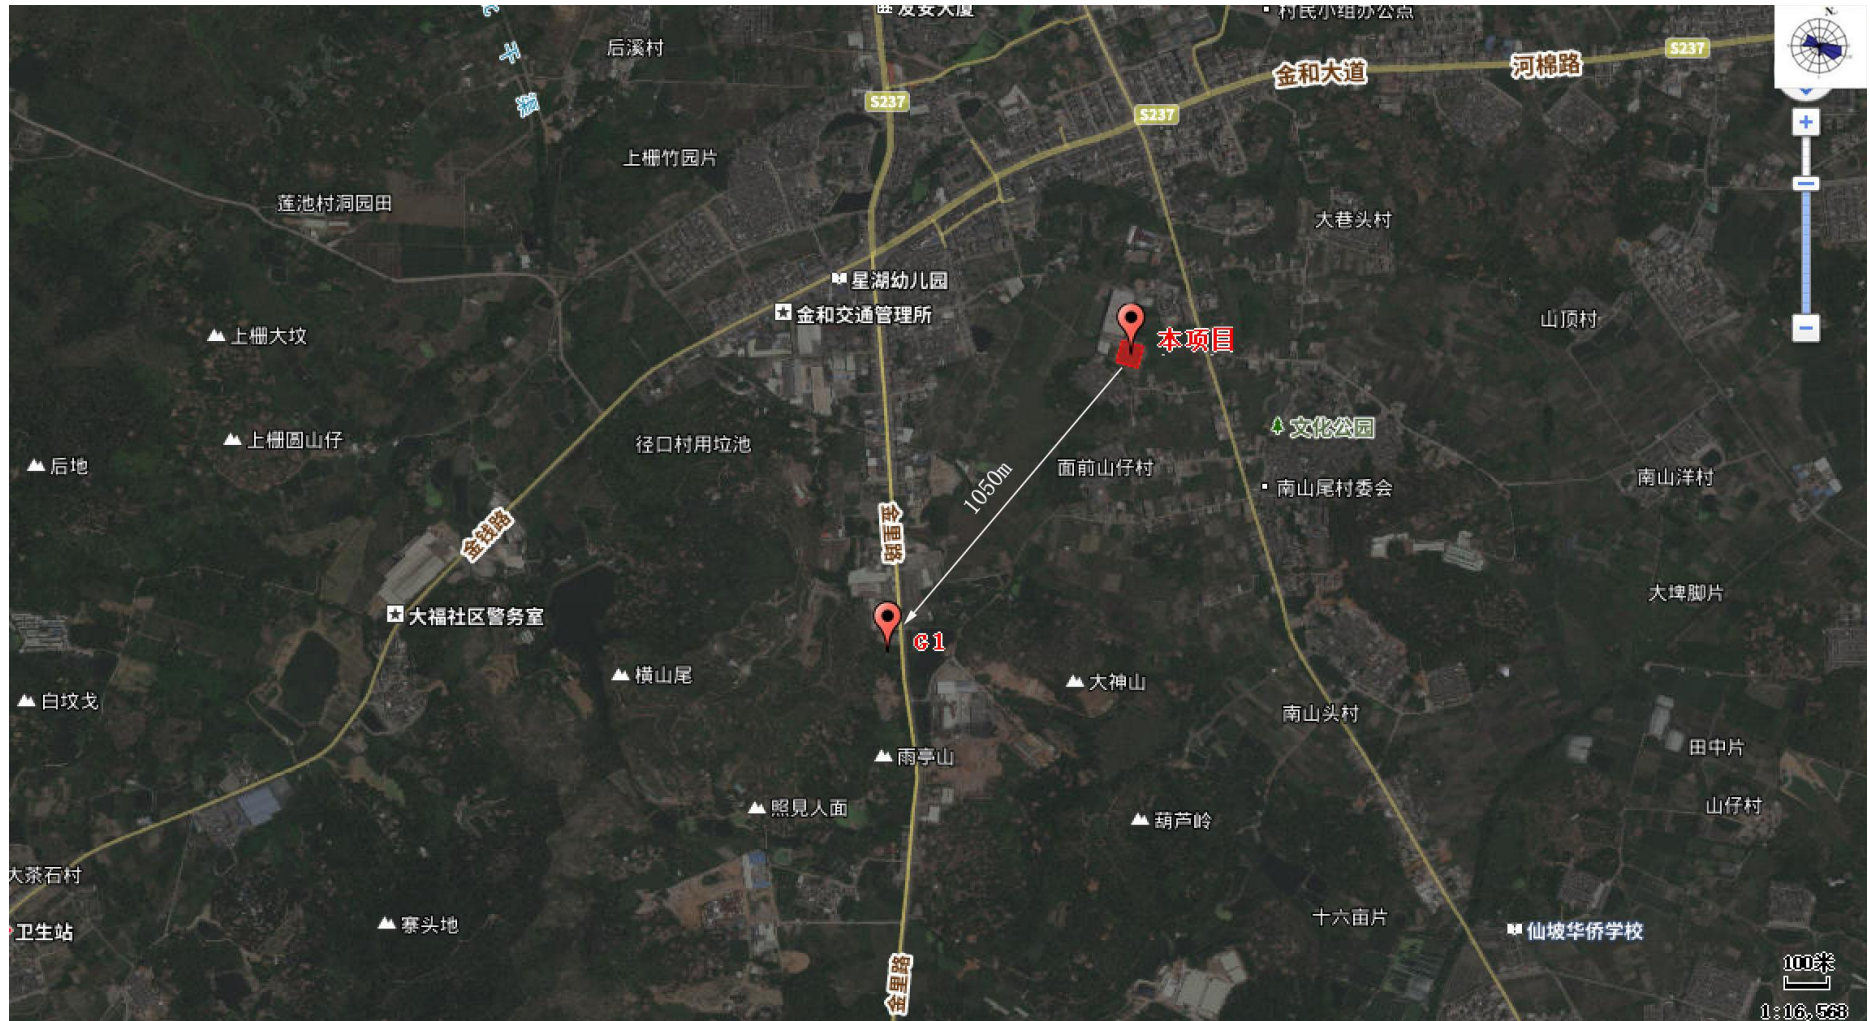 发安大厦
村民小组办公点
N
后溪村
S237
河棉路
金和大道
S237
S237
干渠
上栅竹园片
莲池村洞园田
大巷头村
星湖幼儿园
金和交通管理所
山顶村
上栅大坟
本项目
文化公园
上栅圆山仔
径口村用垃池
后地
面前山仔村
南山洋村
南山尾村委会
1050m
金钱路
金里路
大埤脚片
大福社区警务室
G1
横山尾
大神山
白坟戈
南山头村
田中片
雨亭山
照見人面
山仔村
葫芦岭
大茶石村
十六亩片
寨头地
卫生站
仙坡华侨学校
100米
金里路
1:16,568